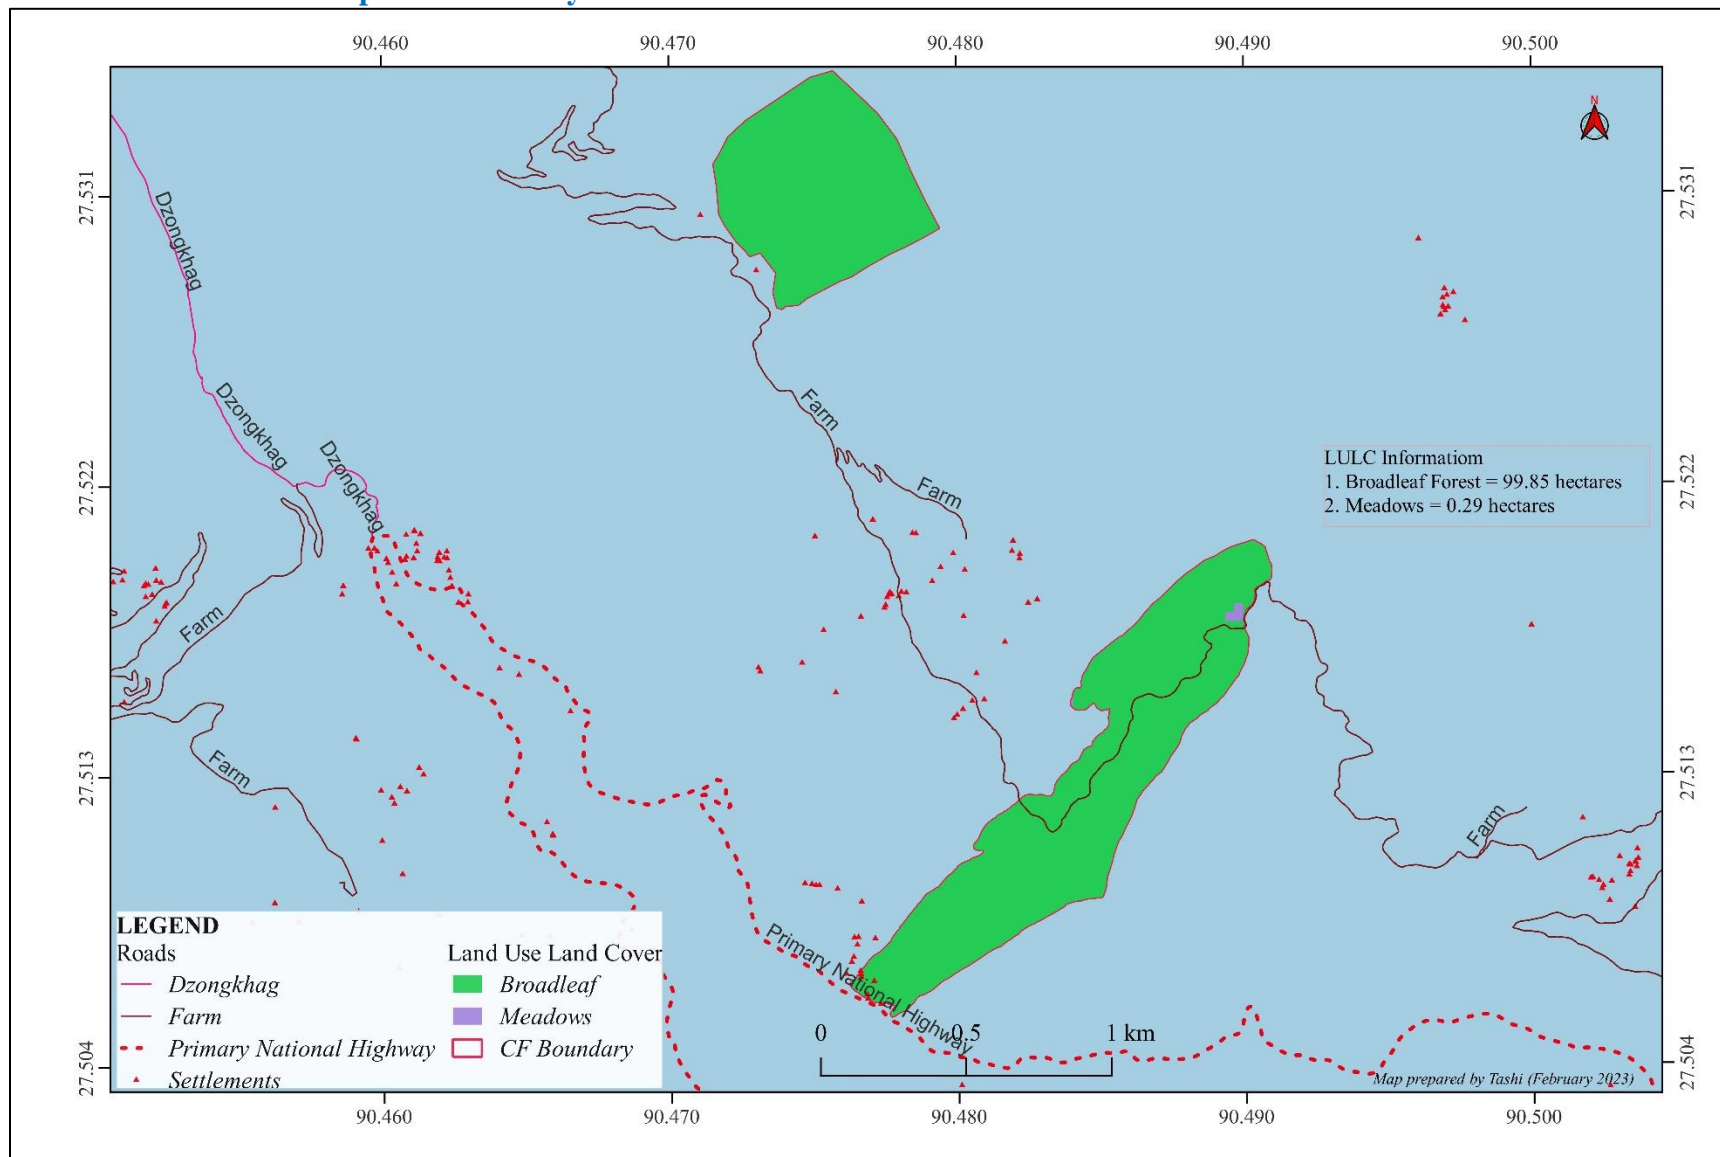 90.460 90.470 90.480 90.490 90.500
N
27.531
27.531
Dzongkhag
Dzongkhag
Dzongkhag
Farm
Farm
LULC Informatiom
1. Broadleaf Forest = 99.85 hectares
2. Meadows = 0.29 hectares
27.522
27.522
Farm
Farm
27.513
27.513
Farm
Primary National Highway
LEGEND
Roads
Dzongkhag
Farm
Primary National Highway
Settlements
Land Use Land Cover
Broadleaf
Meadows
CF Boundary
0 0.5 1 km
27.504
27.504
Map prepared by Tashi (February 2023)
90.460 90.470 90.480 90.490 90.500